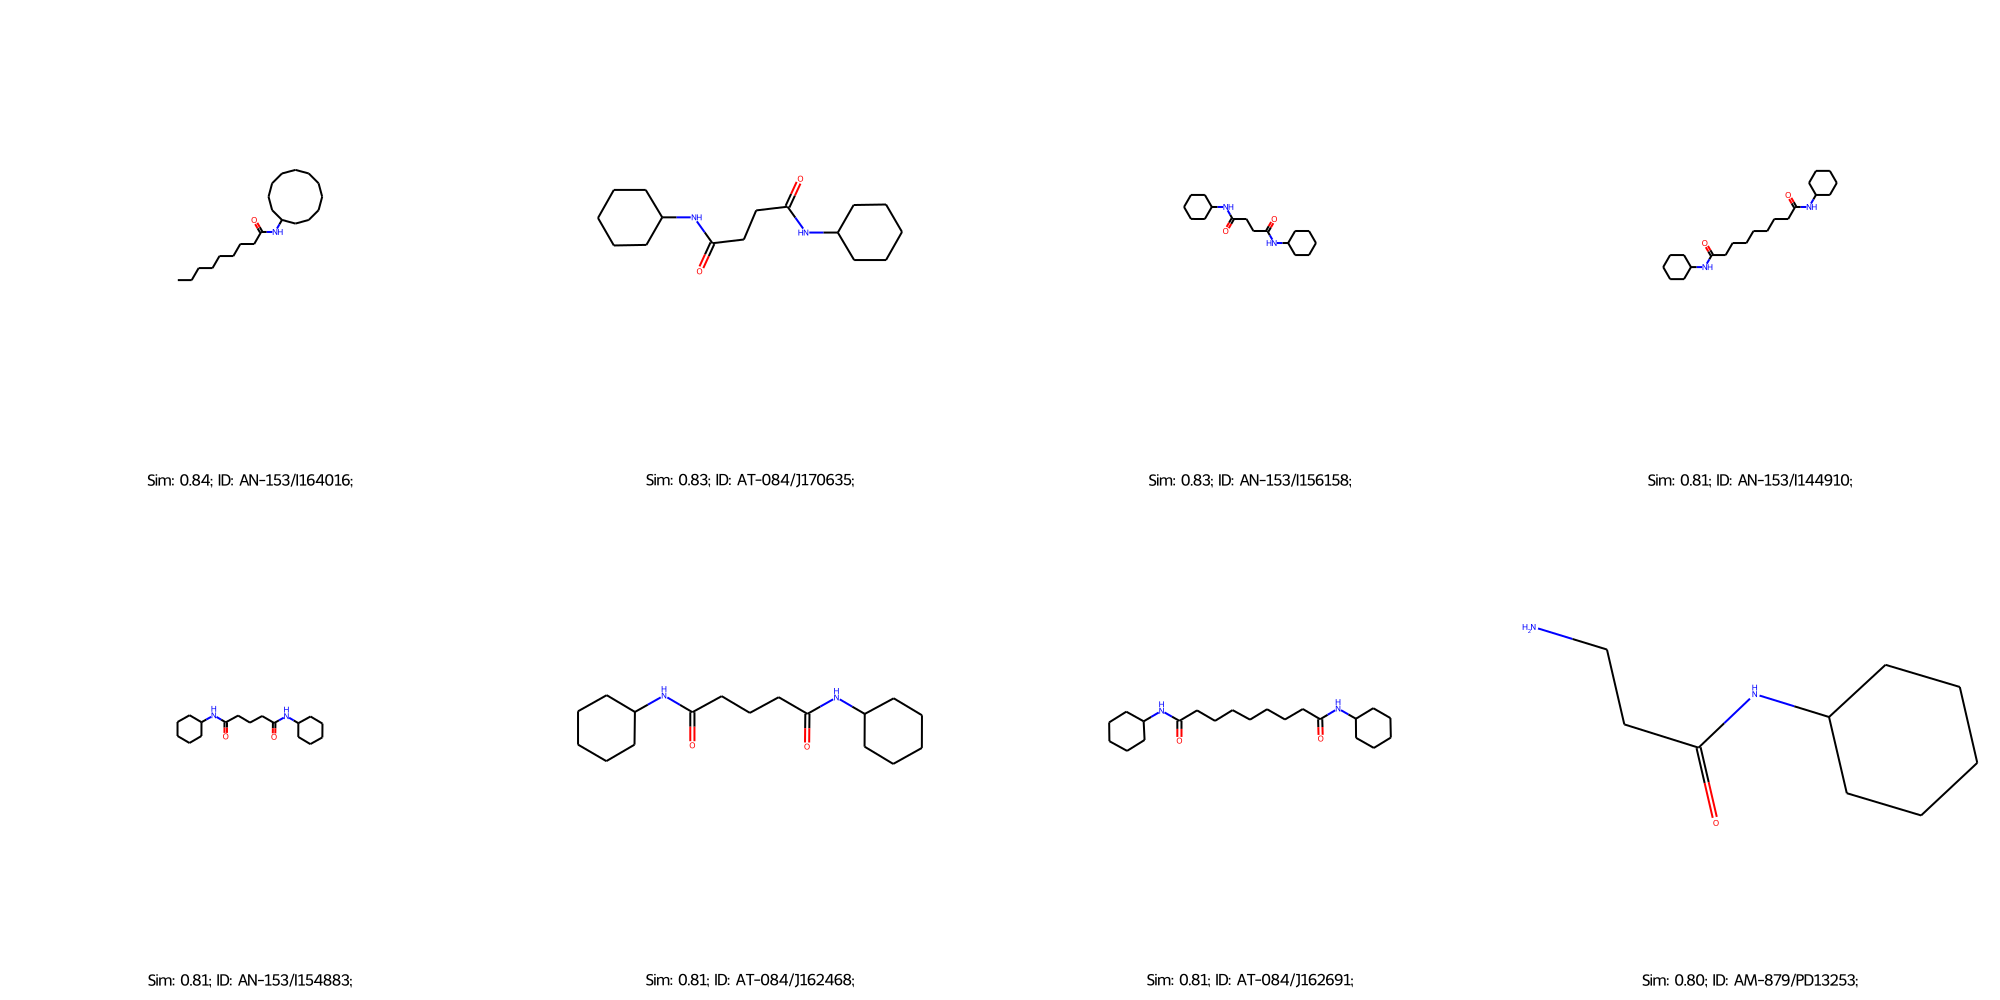 O
NH
NH
O
O
HN
NH
O
O
HN
O
NH
O
NH
Sim: 0.84; ID: AN-153/I164016;
Sim: 0.83; ID: AT-084/J170635;
Sim: 0.83; ID: AN-153/I156158;
Sim: 0.81; ID: AN-153/I144910;
H
N
O
O
H
N
H
N
O
O
H
N
H
N
O
O
H
N
H2N
O
H
N
Sim: 0.81; ID: AN-153/I154883;
Sim: 0.81; ID: AT-084/J162468;
Sim: 0.81; ID: AT-084/J162691;
Sim: 0.80; ID: AM-879/PD13253;